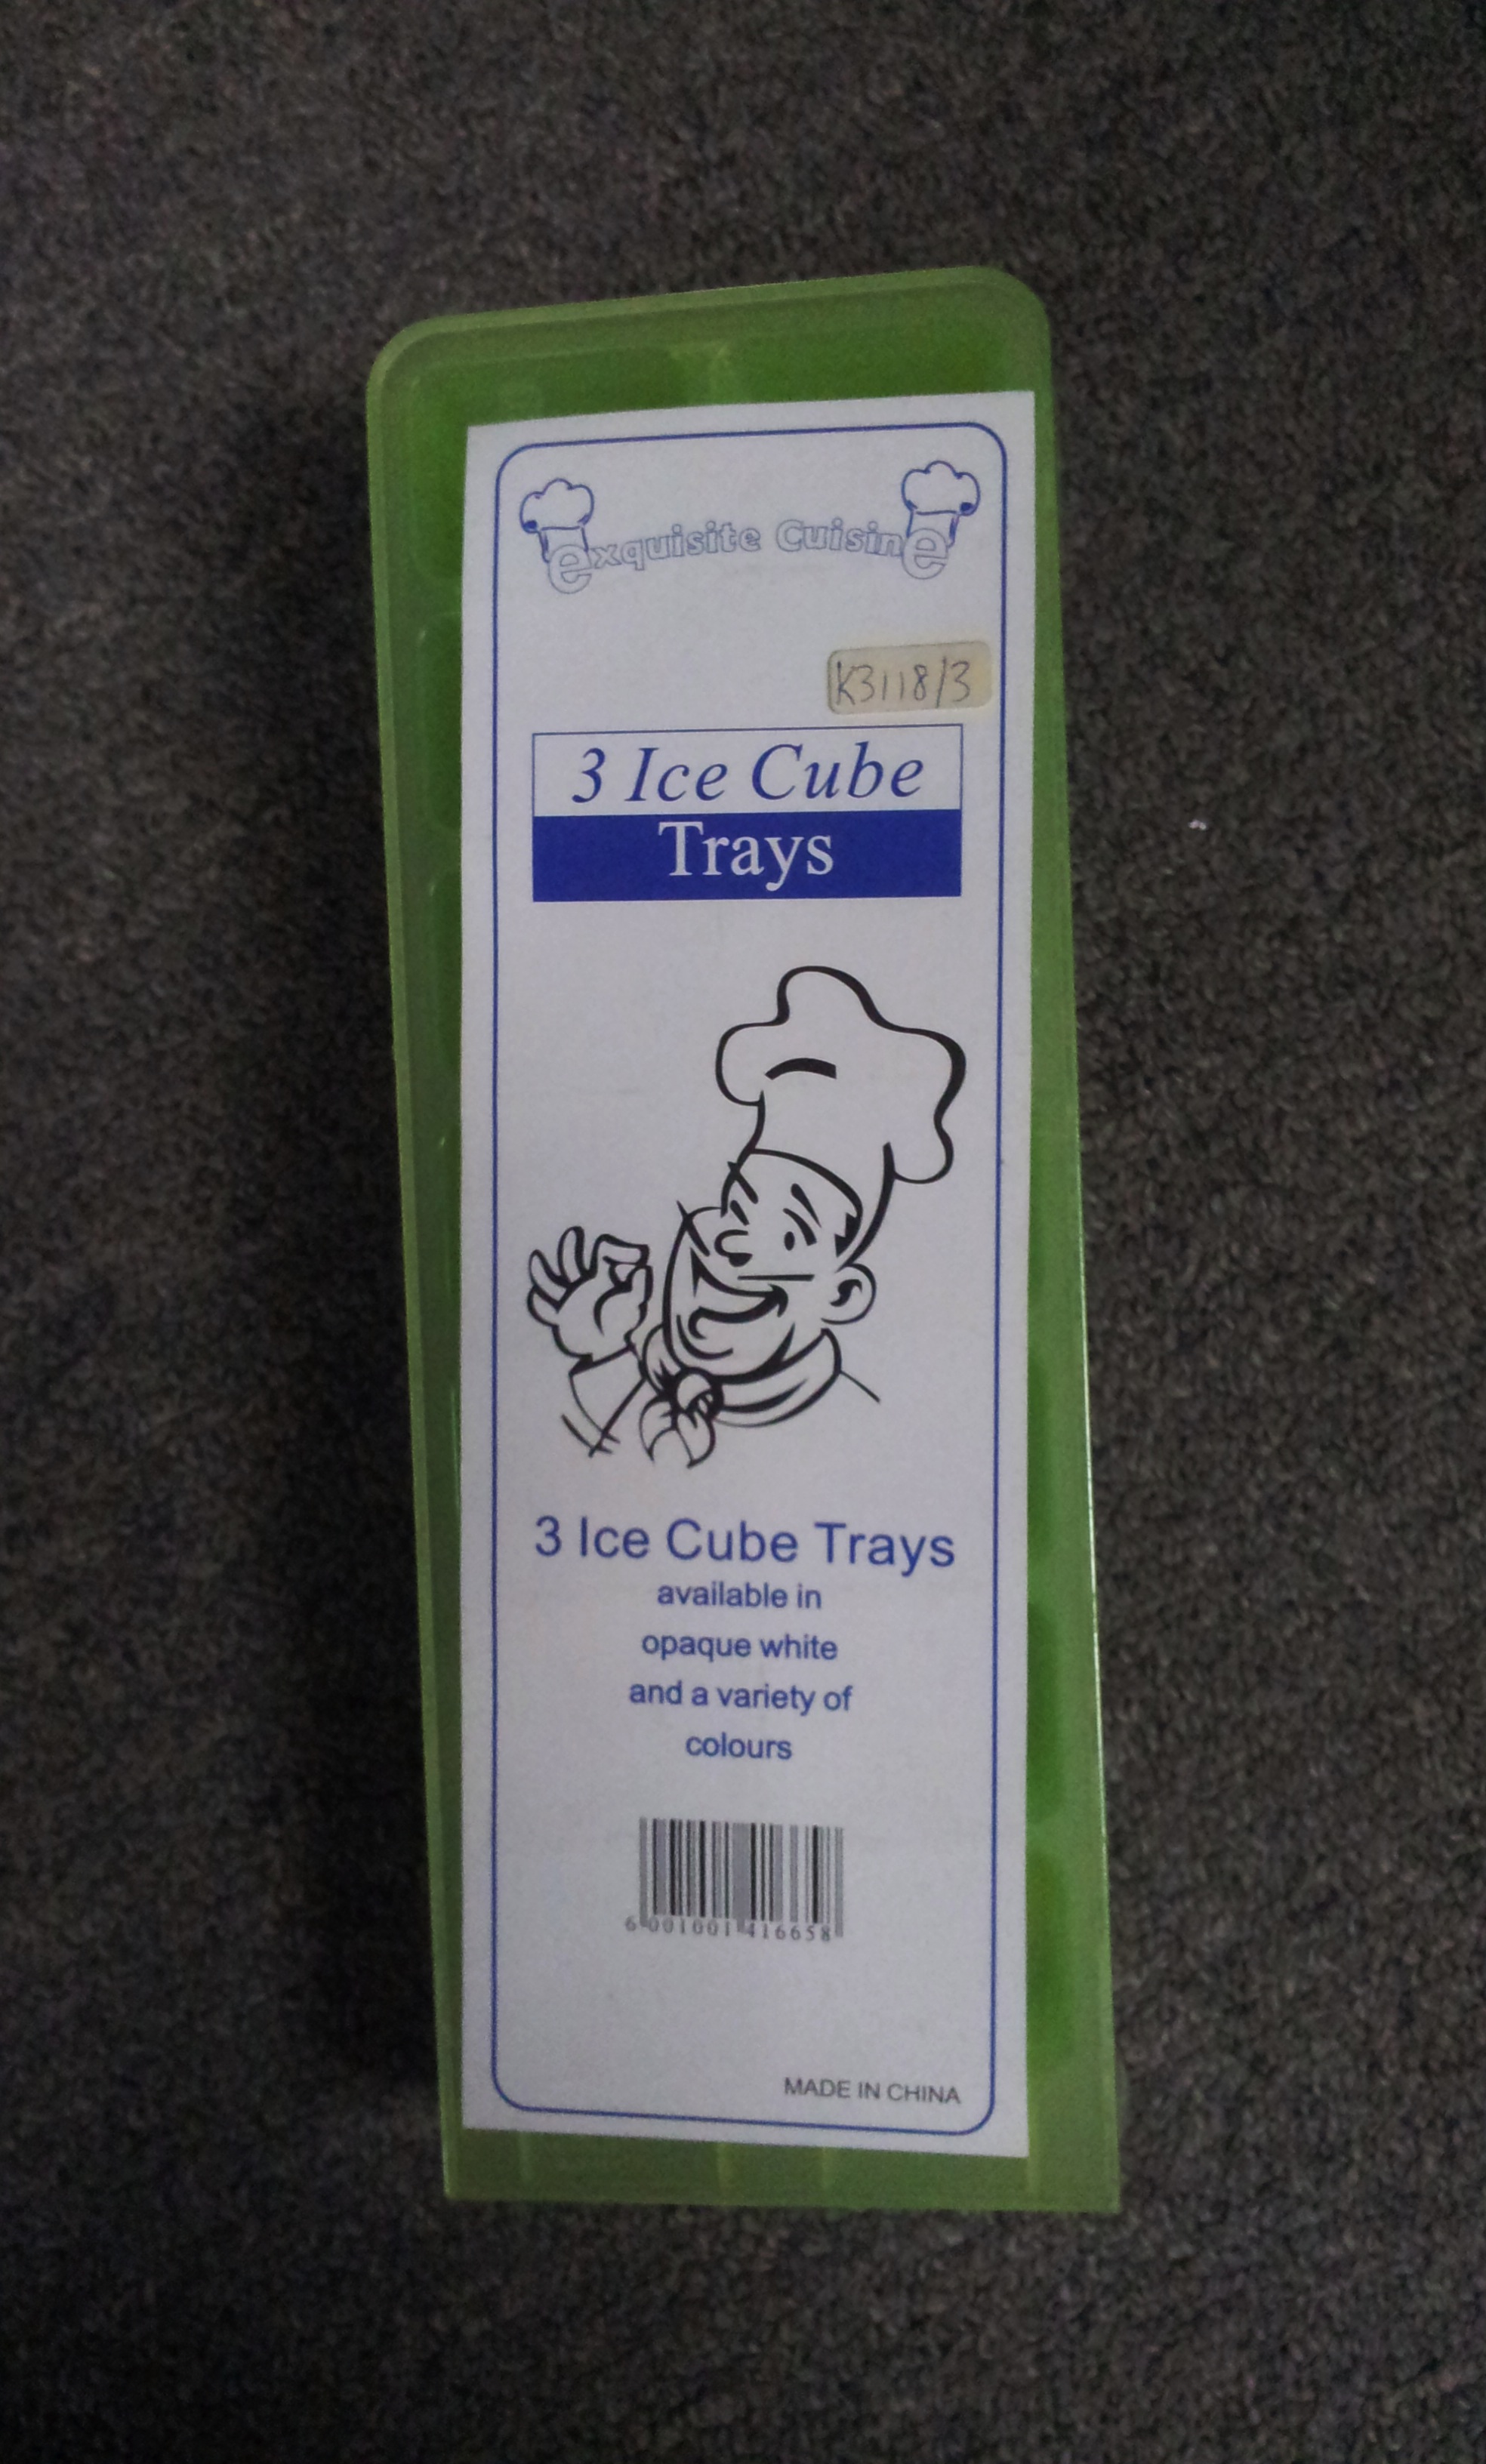 exquisite Cuisine
K3118/3
3 Ice Cube
Trays
3 Ice Cube Trays
available in
opaque white
and a variety of
colours
6 001001 416658
MADE IN CHINA